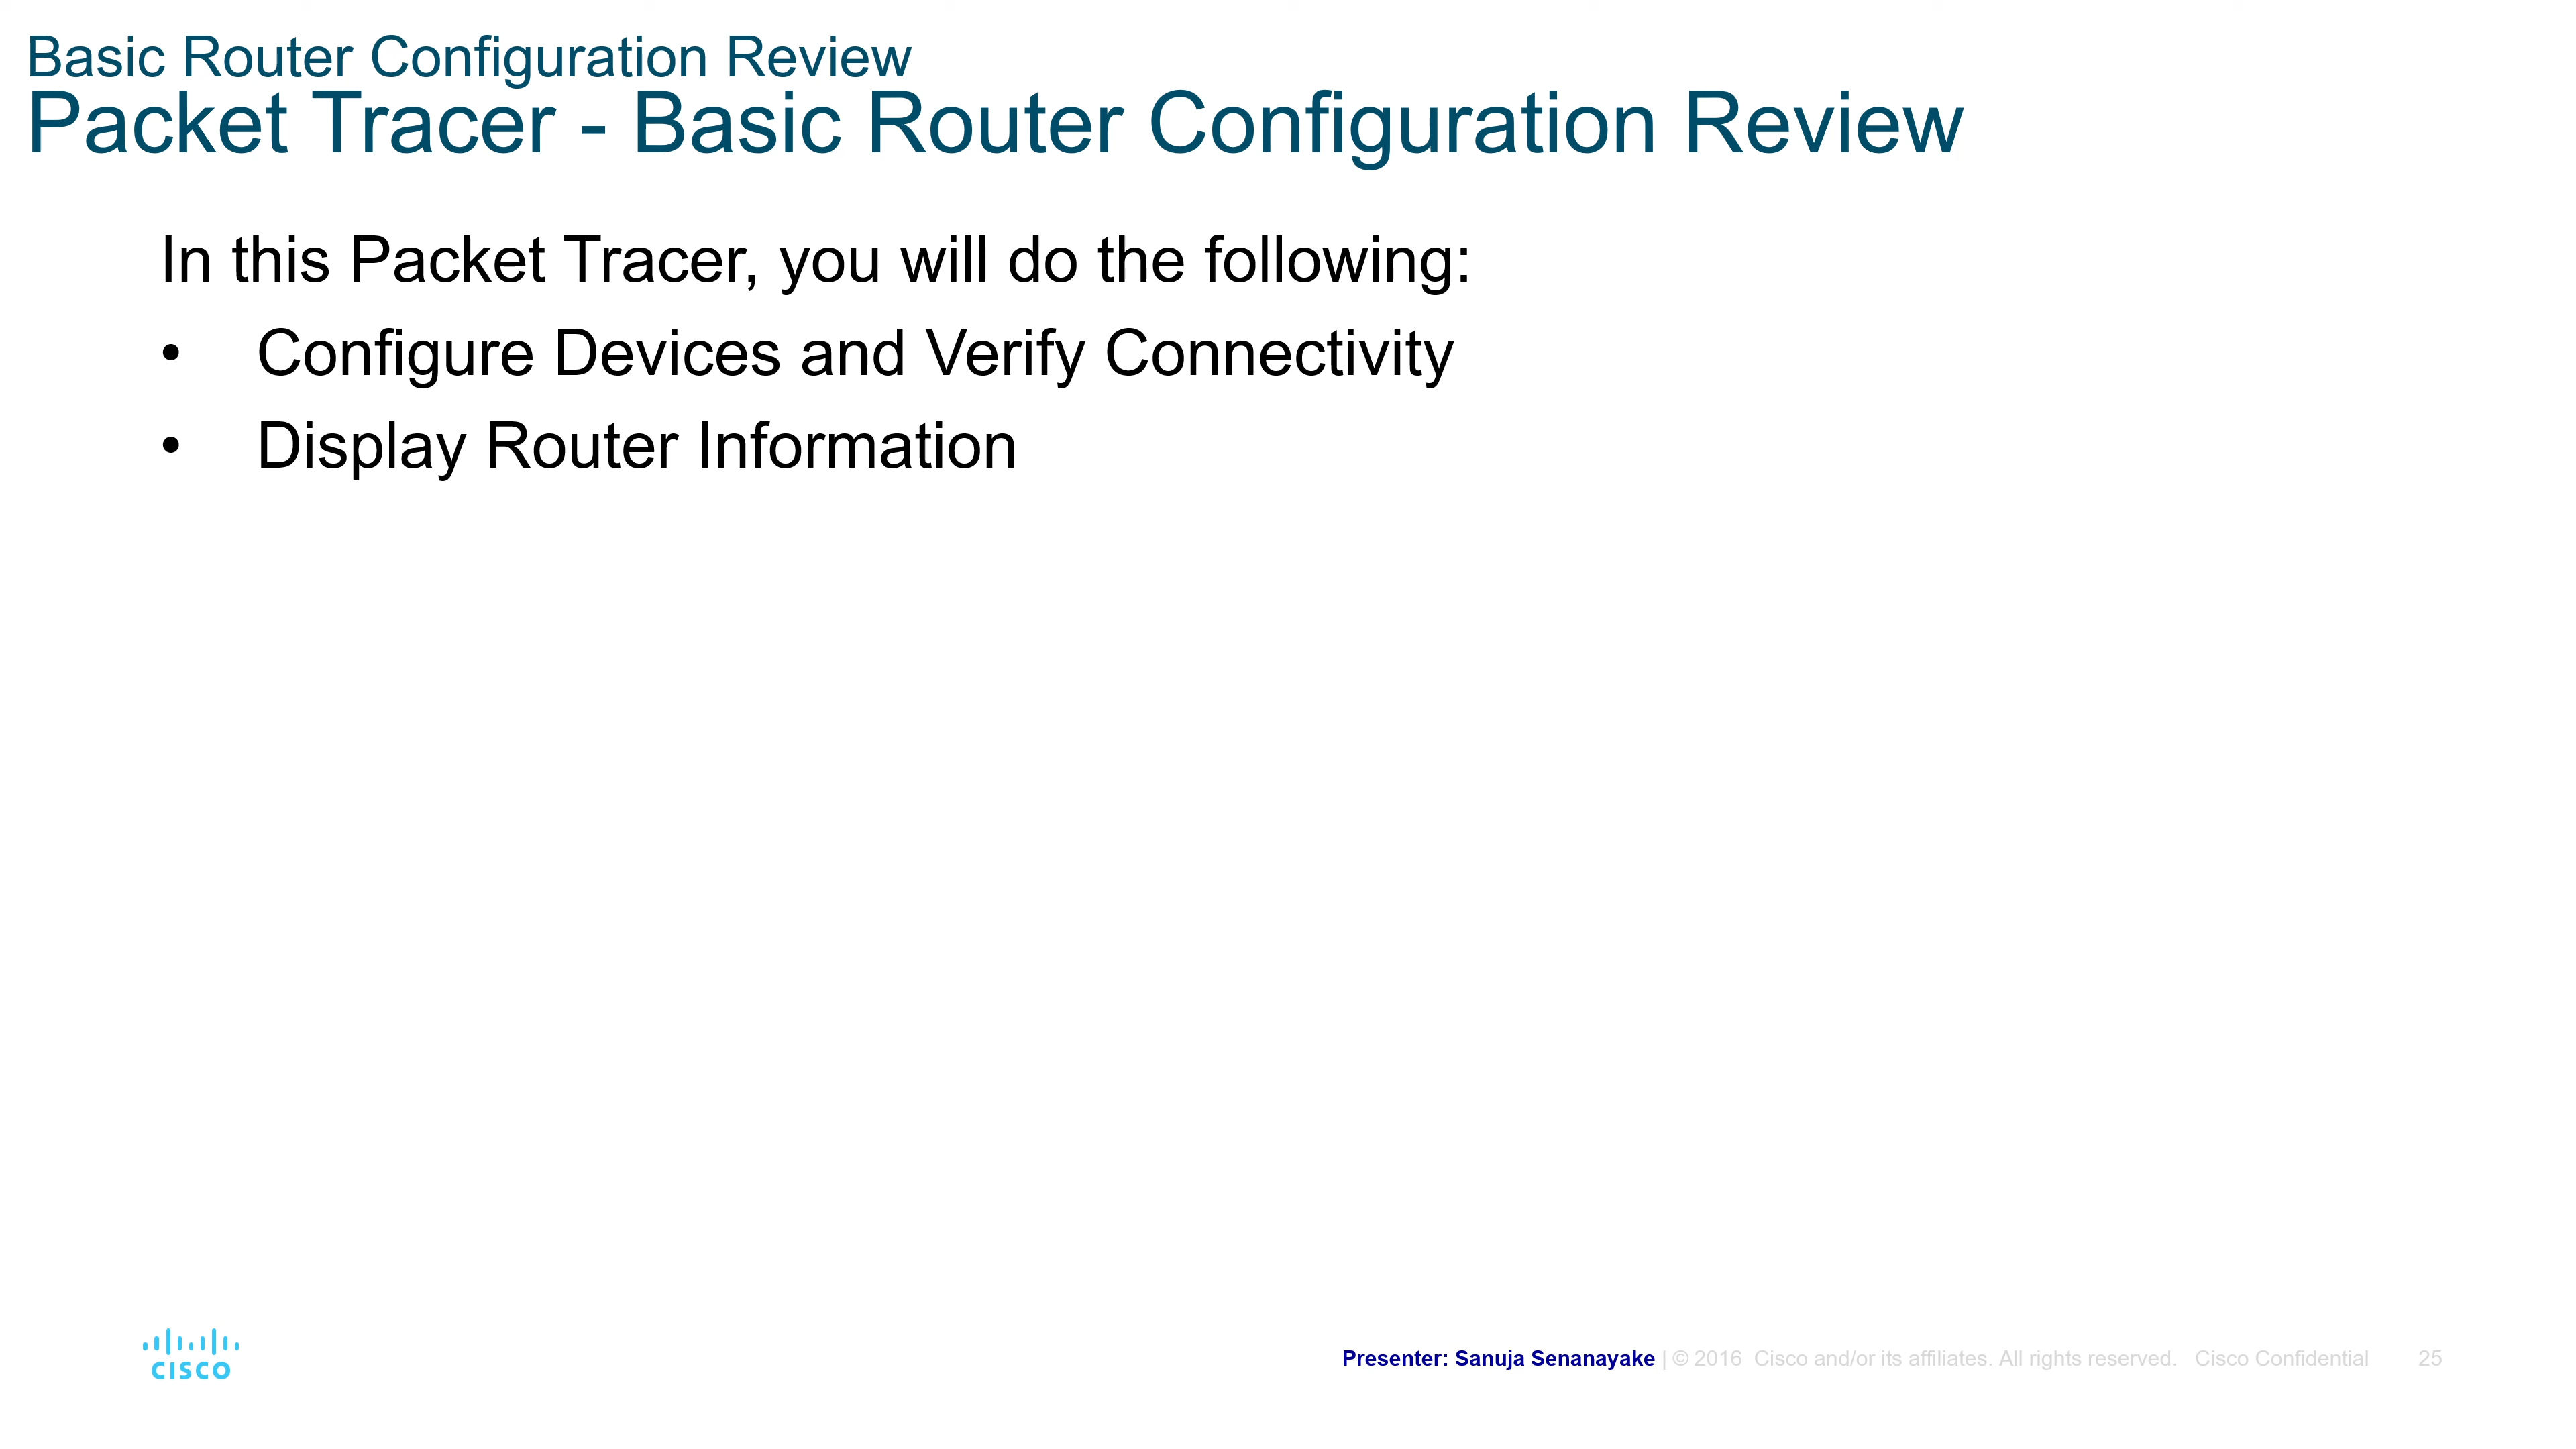 Basic Router Configuration Review
Packet Tracer - Basic Router Configuration Review
In this Packet Tracer, you will do the following:
• Configure Devices and Verify Connectivity
• Display Router Information
CISCO
Presenter: Sanuja Senanayake | © 2016 Cisco and/or its affiliates. All rights reserved. Cisco Confidential 25